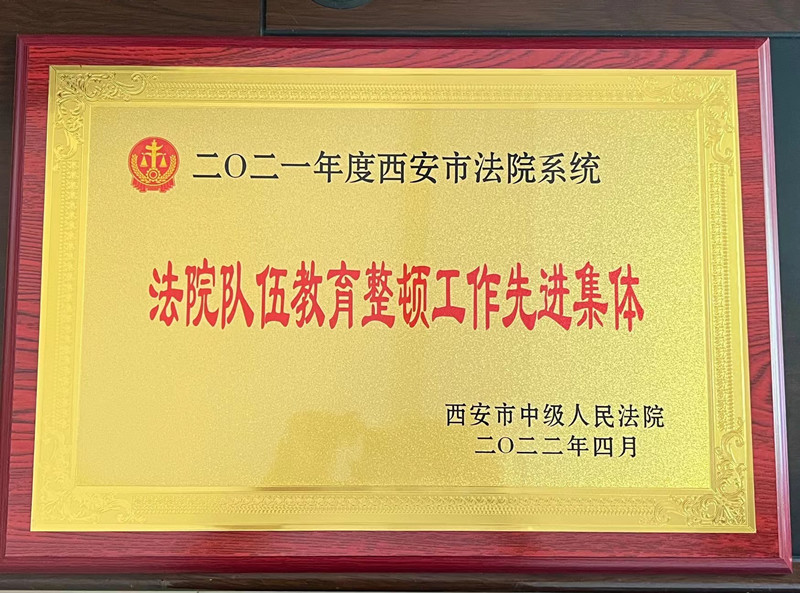 二〇二一年度西安市法院系统
法院队伍教育整顿工作先进集体
西安市中级人民法院
二〇二二年四月